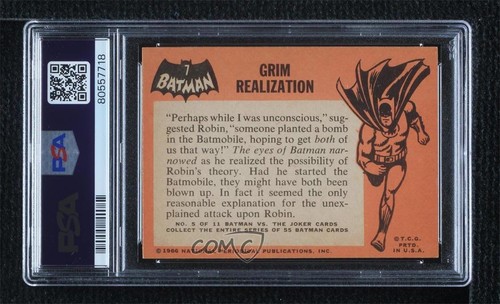 80557718
PSA
PSA
7
BATMAN
GRIM
REALIZATION
"Perhaps while I was unconscious," sug-
gested Robin, "someone planted a bomb
in the Batmobile, hoping to get both of
us that way!" The eyes of Batman nar-
rowed as he realized the possibility of
Robin's theory. Had he started the
Batmobile, they might have both been
blown up. In fact it seemed the only
reasonable explanation for the unex-
plained attack upon Robin.
NO. 5 OF 11 BATMAN VS. THE JOKER CARDS
COLLECT THE ENTIRE SERIES OF 55 BATMAN CARDS
© 1966 NATIONAL PERIODICAL PUBLICATIONS, INC.
© T.C.G.
PRTD.
IN U.S.A.
COMC